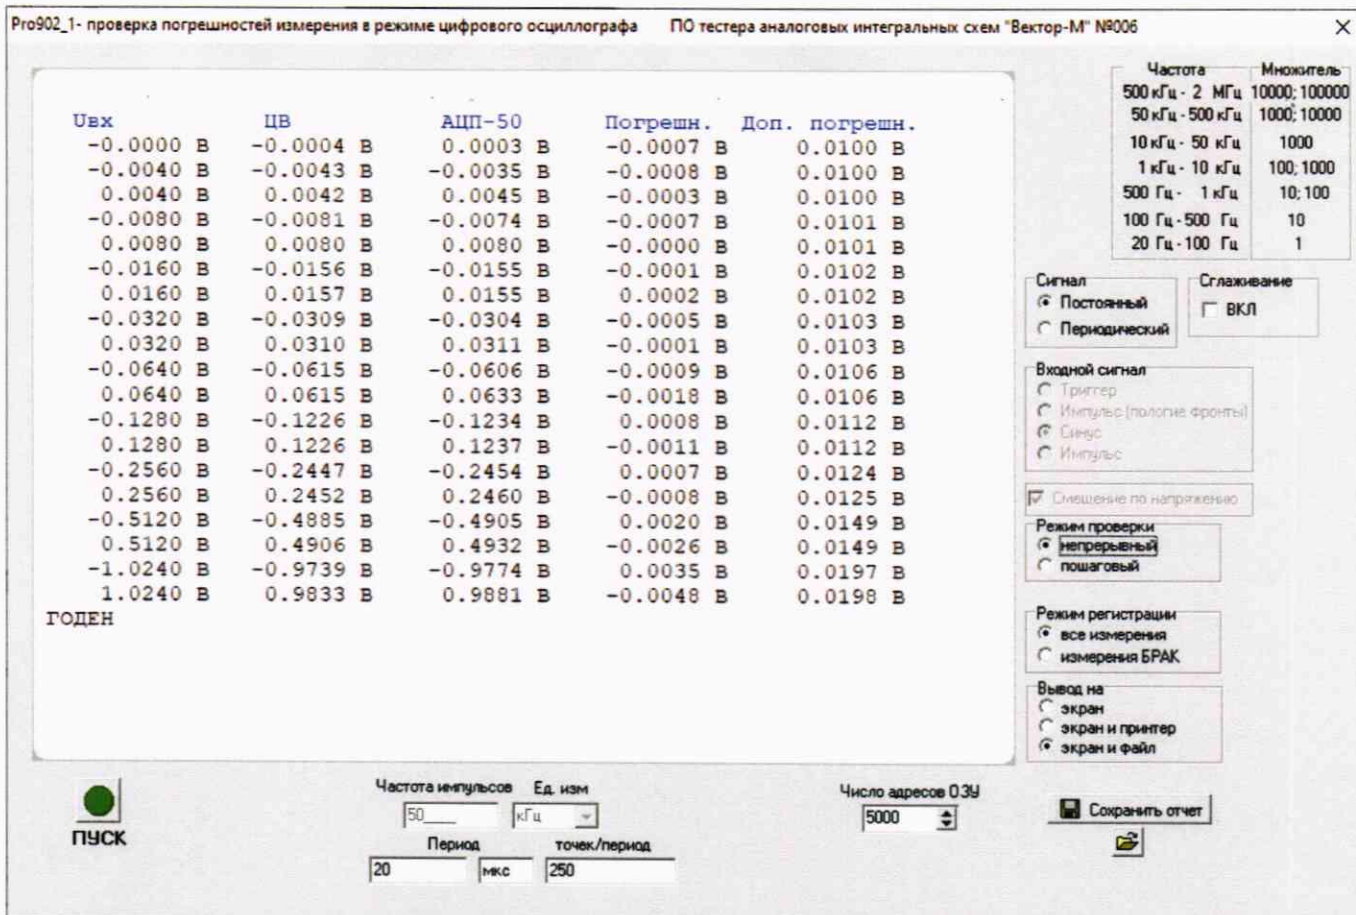 Pro902_1- проверка погрешностей измерения в режиме цифрового осциллографа ПО тестера аналоговых интегральных схем "Вектор-М" №006
Uвх ЦВ АЦП-50 Погрешн. Доп. погрешн.
-0.0000 В -0.0004 В 0.0003 В -0.0007 В 0.0100 В
-0.0040 В -0.0043 В -0.0035 В -0.0008 В 0.0100 В
0.0040 В 0.0042 В 0.0045 В -0.0003 В 0.0100 В
-0.0080 В -0.0081 В -0.0074 В -0.0007 В 0.0101 В
0.0080 В 0.0080 В 0.0080 В -0.0000 В 0.0101 В
-0.0160 В -0.0156 В -0.0155 В -0.0001 В 0.0102 В
0.0160 В 0.0157 В 0.0155 В 0.0002 В 0.0102 В
-0.0320 В -0.0309 В -0.0304 В -0.0005 В 0.0103 В
0.0320 В 0.0310 В 0.0311 В -0.0001 В 0.0103 В
-0.0640 В -0.0615 В -0.0606 В -0.0009 В 0.0106 В
0.0640 В 0.0615 В 0.0633 В -0.0018 В 0.0106 В
-0.1280 В -0.1226 В -0.1234 В 0.0008 В 0.0112 В
0.1280 В 0.1226 В 0.1237 В -0.0011 В 0.0112 В
-0.2560 В -0.2447 В -0.2454 В 0.0007 В 0.0124 В
0.2560 В 0.2452 В 0.2460 В -0.0008 В 0.0125 В
-0.5120 В -0.4885 В -0.4905 В 0.0020 В 0.0149 В
0.5120 В 0.4906 В 0.4932 В -0.0026 В 0.0149 В
-1.0240 В -0.9739 В -0.9774 В 0.0035 В 0.0197 В
1.0240 В 0.9833 В 0.9881 В -0.0048 В 0.0198 В
ГОДЕН
Частота Множитель
500 кГц - 2 МГц 10000; 100000
50 кГц - 500 кГц 1000; 10000
10 кГц - 50 кГц 1000
1 кГц - 10 кГц 100; 1000
500 Гц - 1 кГц 10; 100
100 Гц - 500 Гц 10
20 Гц - 100 Гц 1
Сигнал
Постоянный
Периодический
Сглаживание
ВКЛ
Входной сигнал
Триггер
Импульс (пологие фронты)
Синус
Импульс
Смещение по напряжению
Режим проверки
непрерывный
пошаговый
Режим регистрации
все измерения
измерения БРАК
Вывод на
экран
экран и принтер
экран и файл
ПУСК
Частота импульсов Ед. изм
50___ кГц
Период точек/период
20 мкс 250
Число адресов ОЗУ
5000
Сохранить отчет